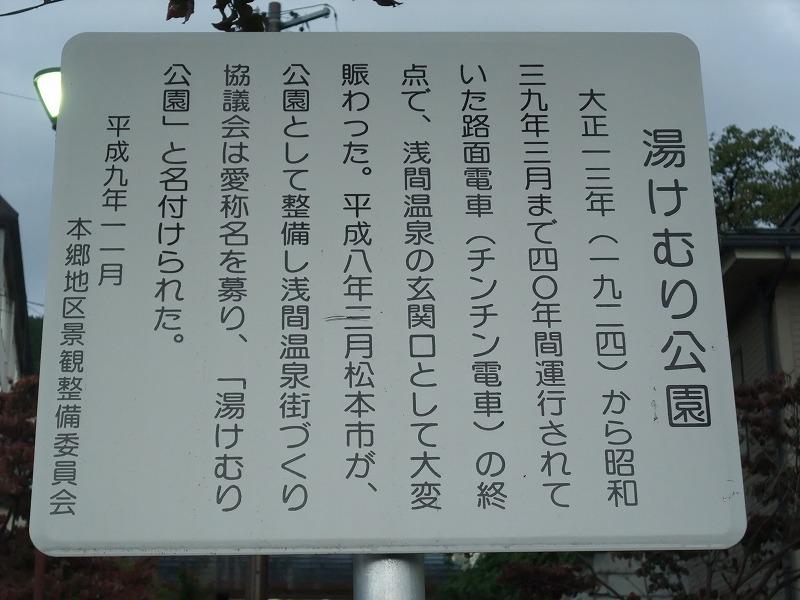 湯けむり公園
大正一三年（一九二四）から昭和
三九年三月まで四〇年間運行されて
いた路面電車（チンチン電車）の終
点で、浅間温泉の玄関口として大変
賑わった。平成八年三月松本市が、
公園として整備し浅間温泉街づくり
協議会は愛称名を募り、「湯けむり
公園」と名付けられた。
平成九年一一月
本郷地区景観整備委員会